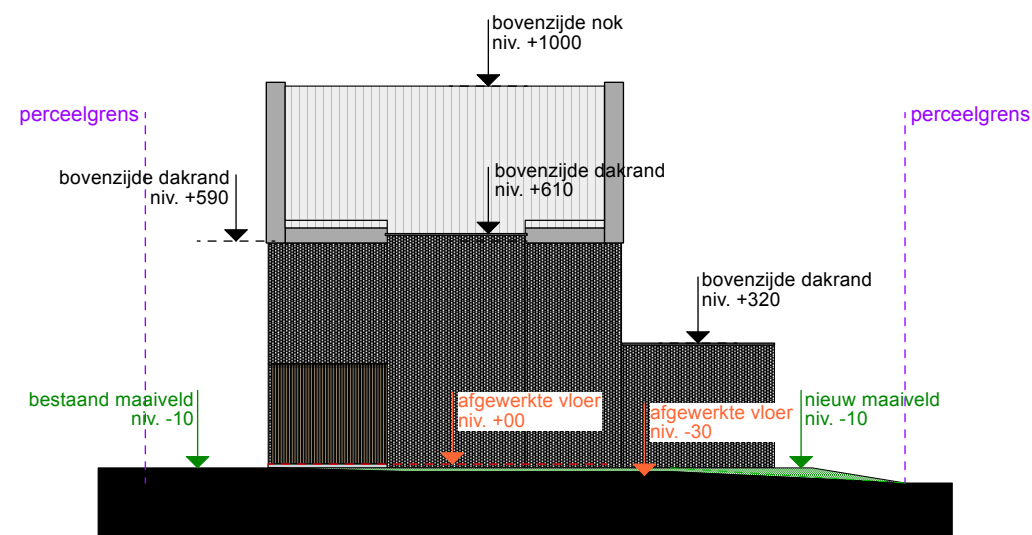 bovenzijde nok
niv. +1000
perceelgrens
perceelgrens
bovenzijde dakrand
niv. +590
bovenzijde dakrand
niv. +610
bovenzijde dakrand
niv. +320
bestaand maaiveld
niv. -10
afgewerkte vloer
niv. +00
afgewerkte vloer
niv. -30
nieuw maaiveld
niv. -10